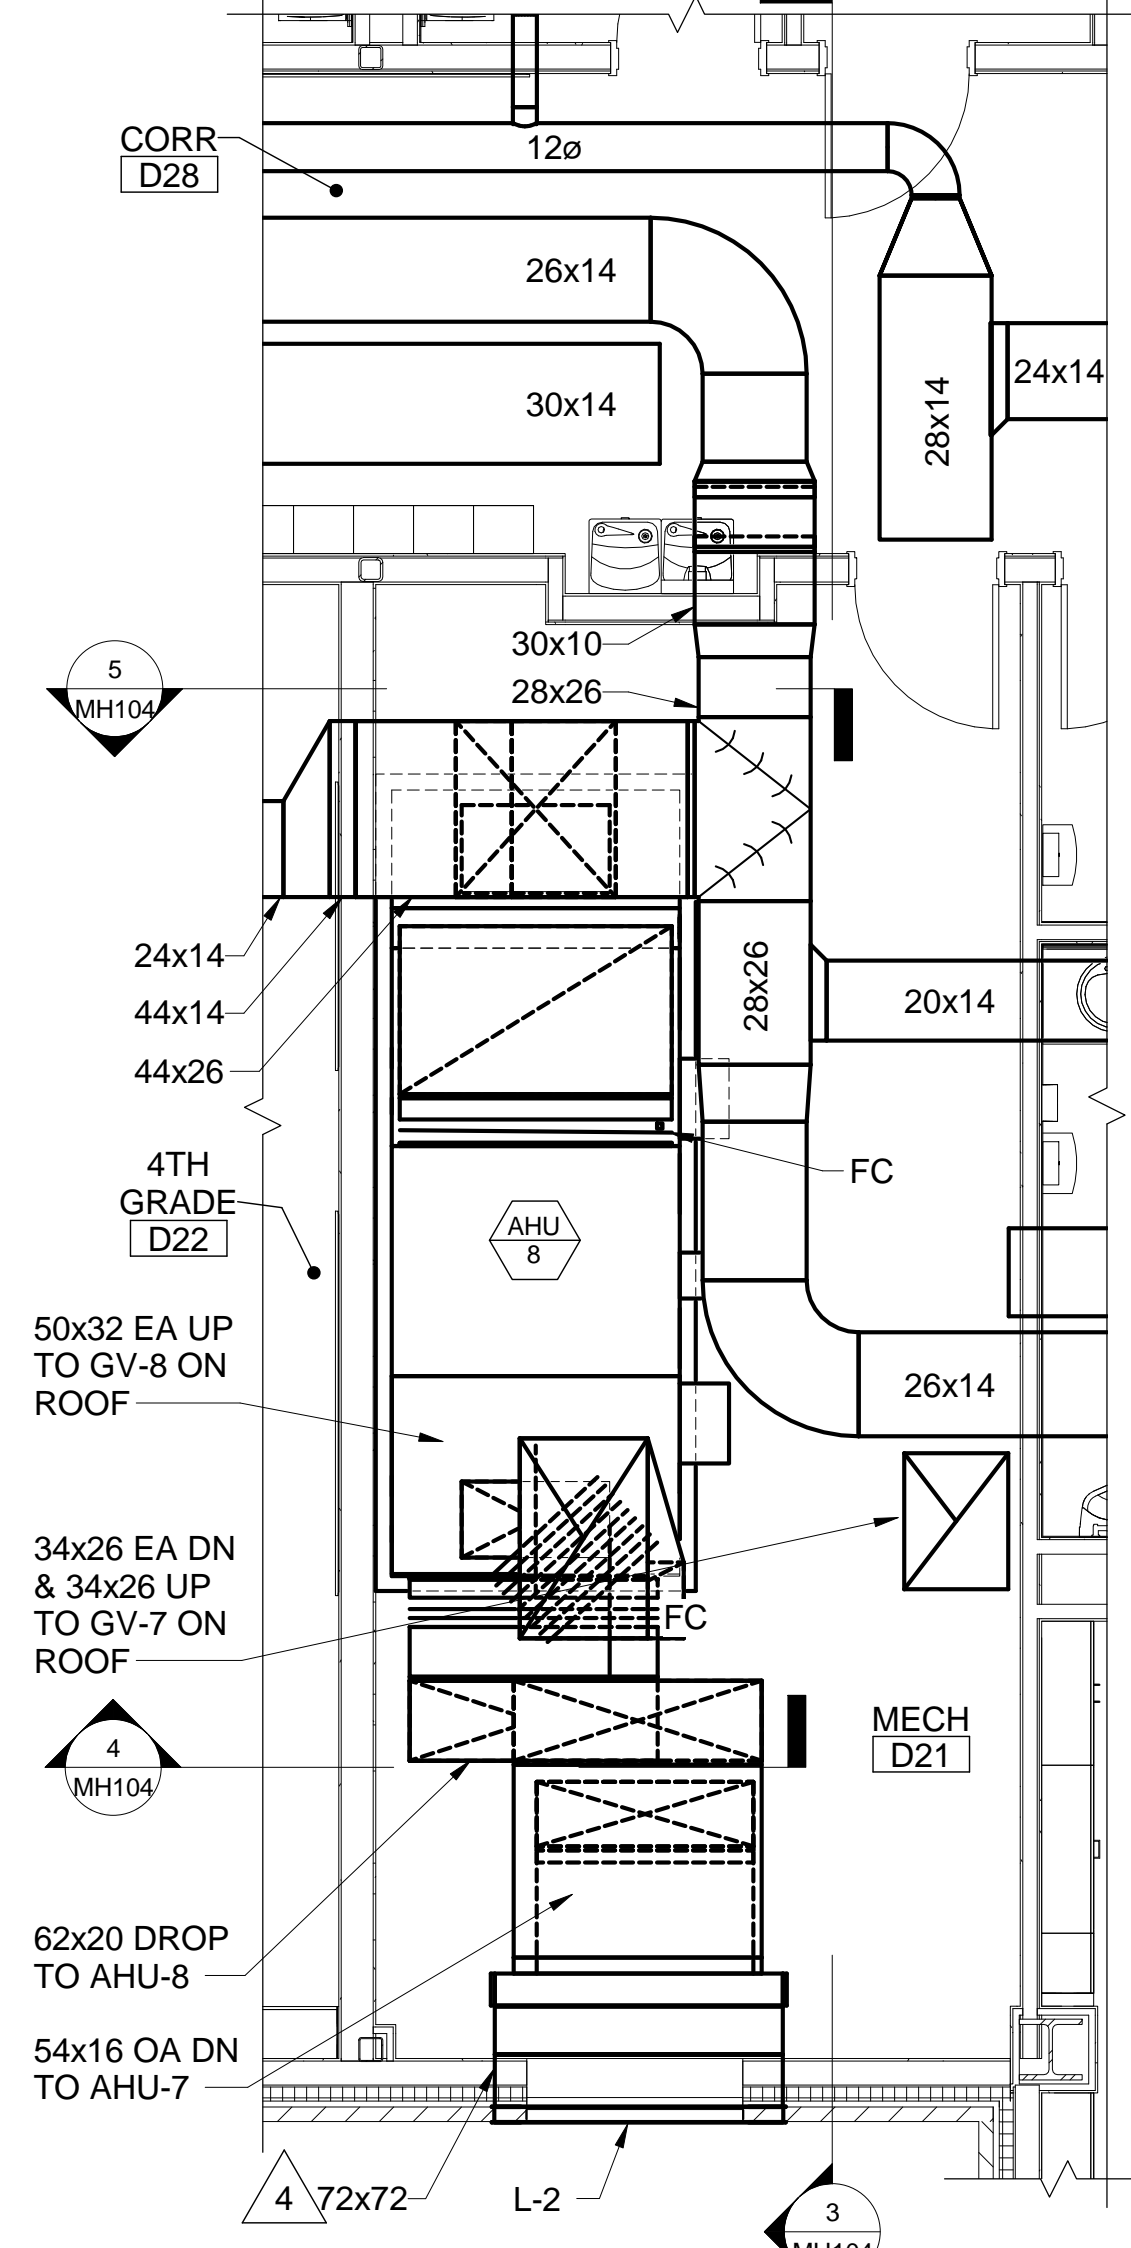 CORR
D28
12ø
26x14
30x14
28x14
24x14
30x10
28x26
5
MH104
24x14
44x14
44x26
28x26
20x14
FC
4TH
GRADE
D22
AHU
8
50x32 EA UP
TO GV-8 ON
ROOF
26x14
34x26 EA DN
& 34x26 UP
TO GV-7 ON
ROOF
FC
4
MH104
MECH
D21
62x20 DROP
TO AHU-8
54x16 OA DN
TO AHU-7
4
72x72
L-2
3
MH104